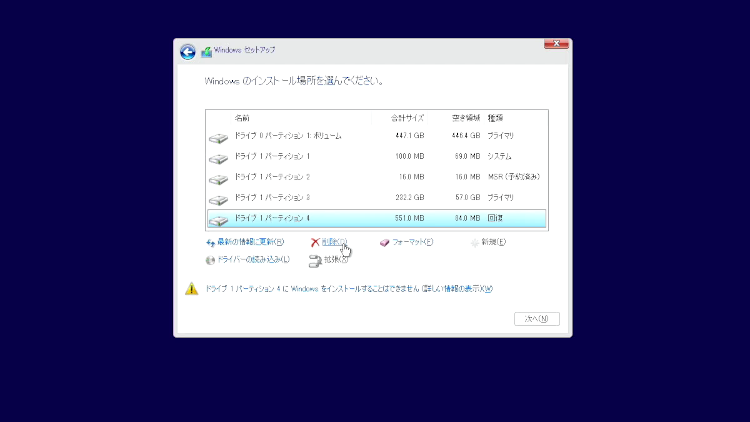 Windows セットアップ
Windows のインストール場所を選んでください。
名前 合計サイズ 空き領域 種類
ドライブ 0 パーティション 1: ボリューム 447.1 GB 446.4 GB プライマリ
ドライブ 1 パーティション 1 100.0 MB 69.0 MB システム
ドライブ 1 パーティション 2 16.0 MB 16.0 MB MSR (予約済み)
ドライブ 1 パーティション 3 232.2 GB 57.0 GB プライマリ
ドライブ 1 パーティション 4 551.0 MB 84.0 MB 回復
最新の情報に更新(R) 削除(D) フォーマット(F) 新規(E)
ドライバーの読み込み(L) 拡張(X)
ドライブ 1 パーティション 4 に Windows をインストールすることはできません (詳しい情報の表示)(W)
次へ(N)